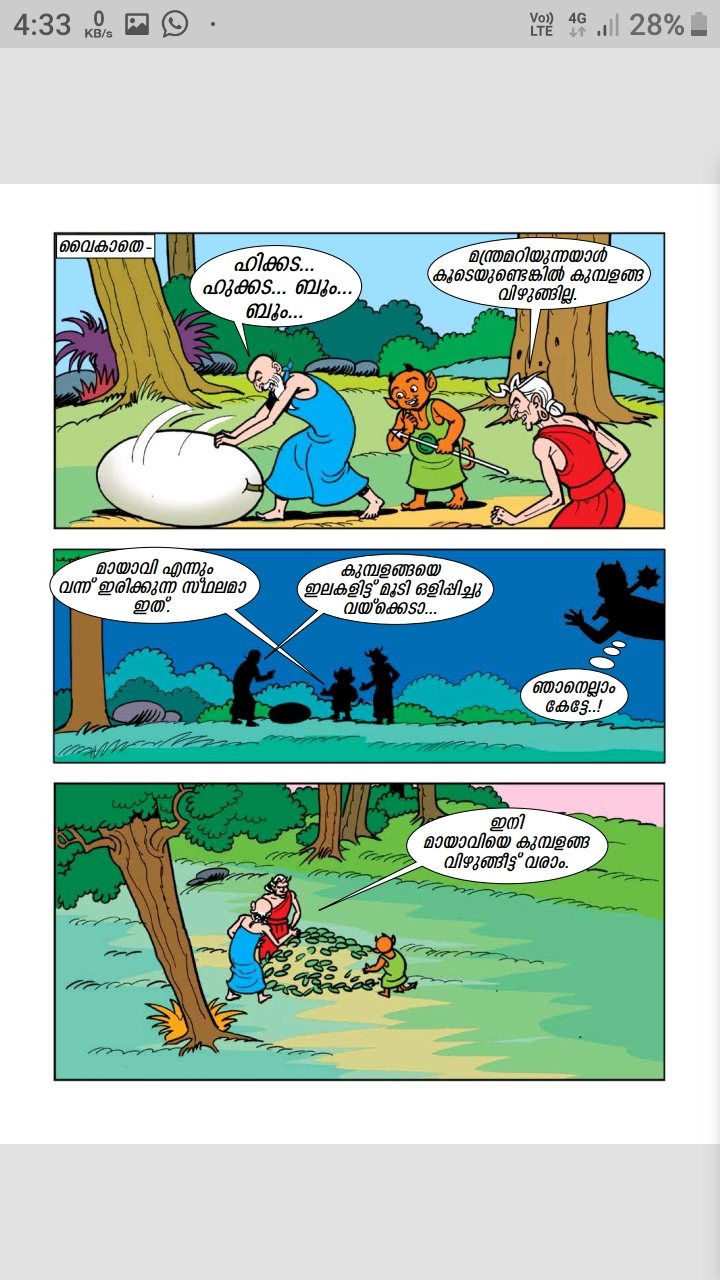 4:33
0
KB/s
Vo))
LTE
4G
28%
വൈകാതെ -
ഹിക്കട...
ഹുക്കട... ബൂം...
ബൂം...
മന്ത്രമറിയുന്നയാൾ
കൂടെയുണ്ടെങ്കിൽ കുമ്പളങ്ങ
വിഴുങ്ങില്ല.
മായാവി എന്നും
വന്ന് ഇരിക്കുന്ന സ്ഥലമാ
ഇത്.
കുമ്പളങ്ങയെ
ഇലകളിട്ട് മൂടി ഒളിപ്പിച്ചു
വയ്ക്കെടാ...
ഞാനെല്ലാം
കേട്ടേ..!
ഇനി
മായാവിയെ കുമ്പളങ്ങ
വിഴുങ്ങീട്ട് വരാം.